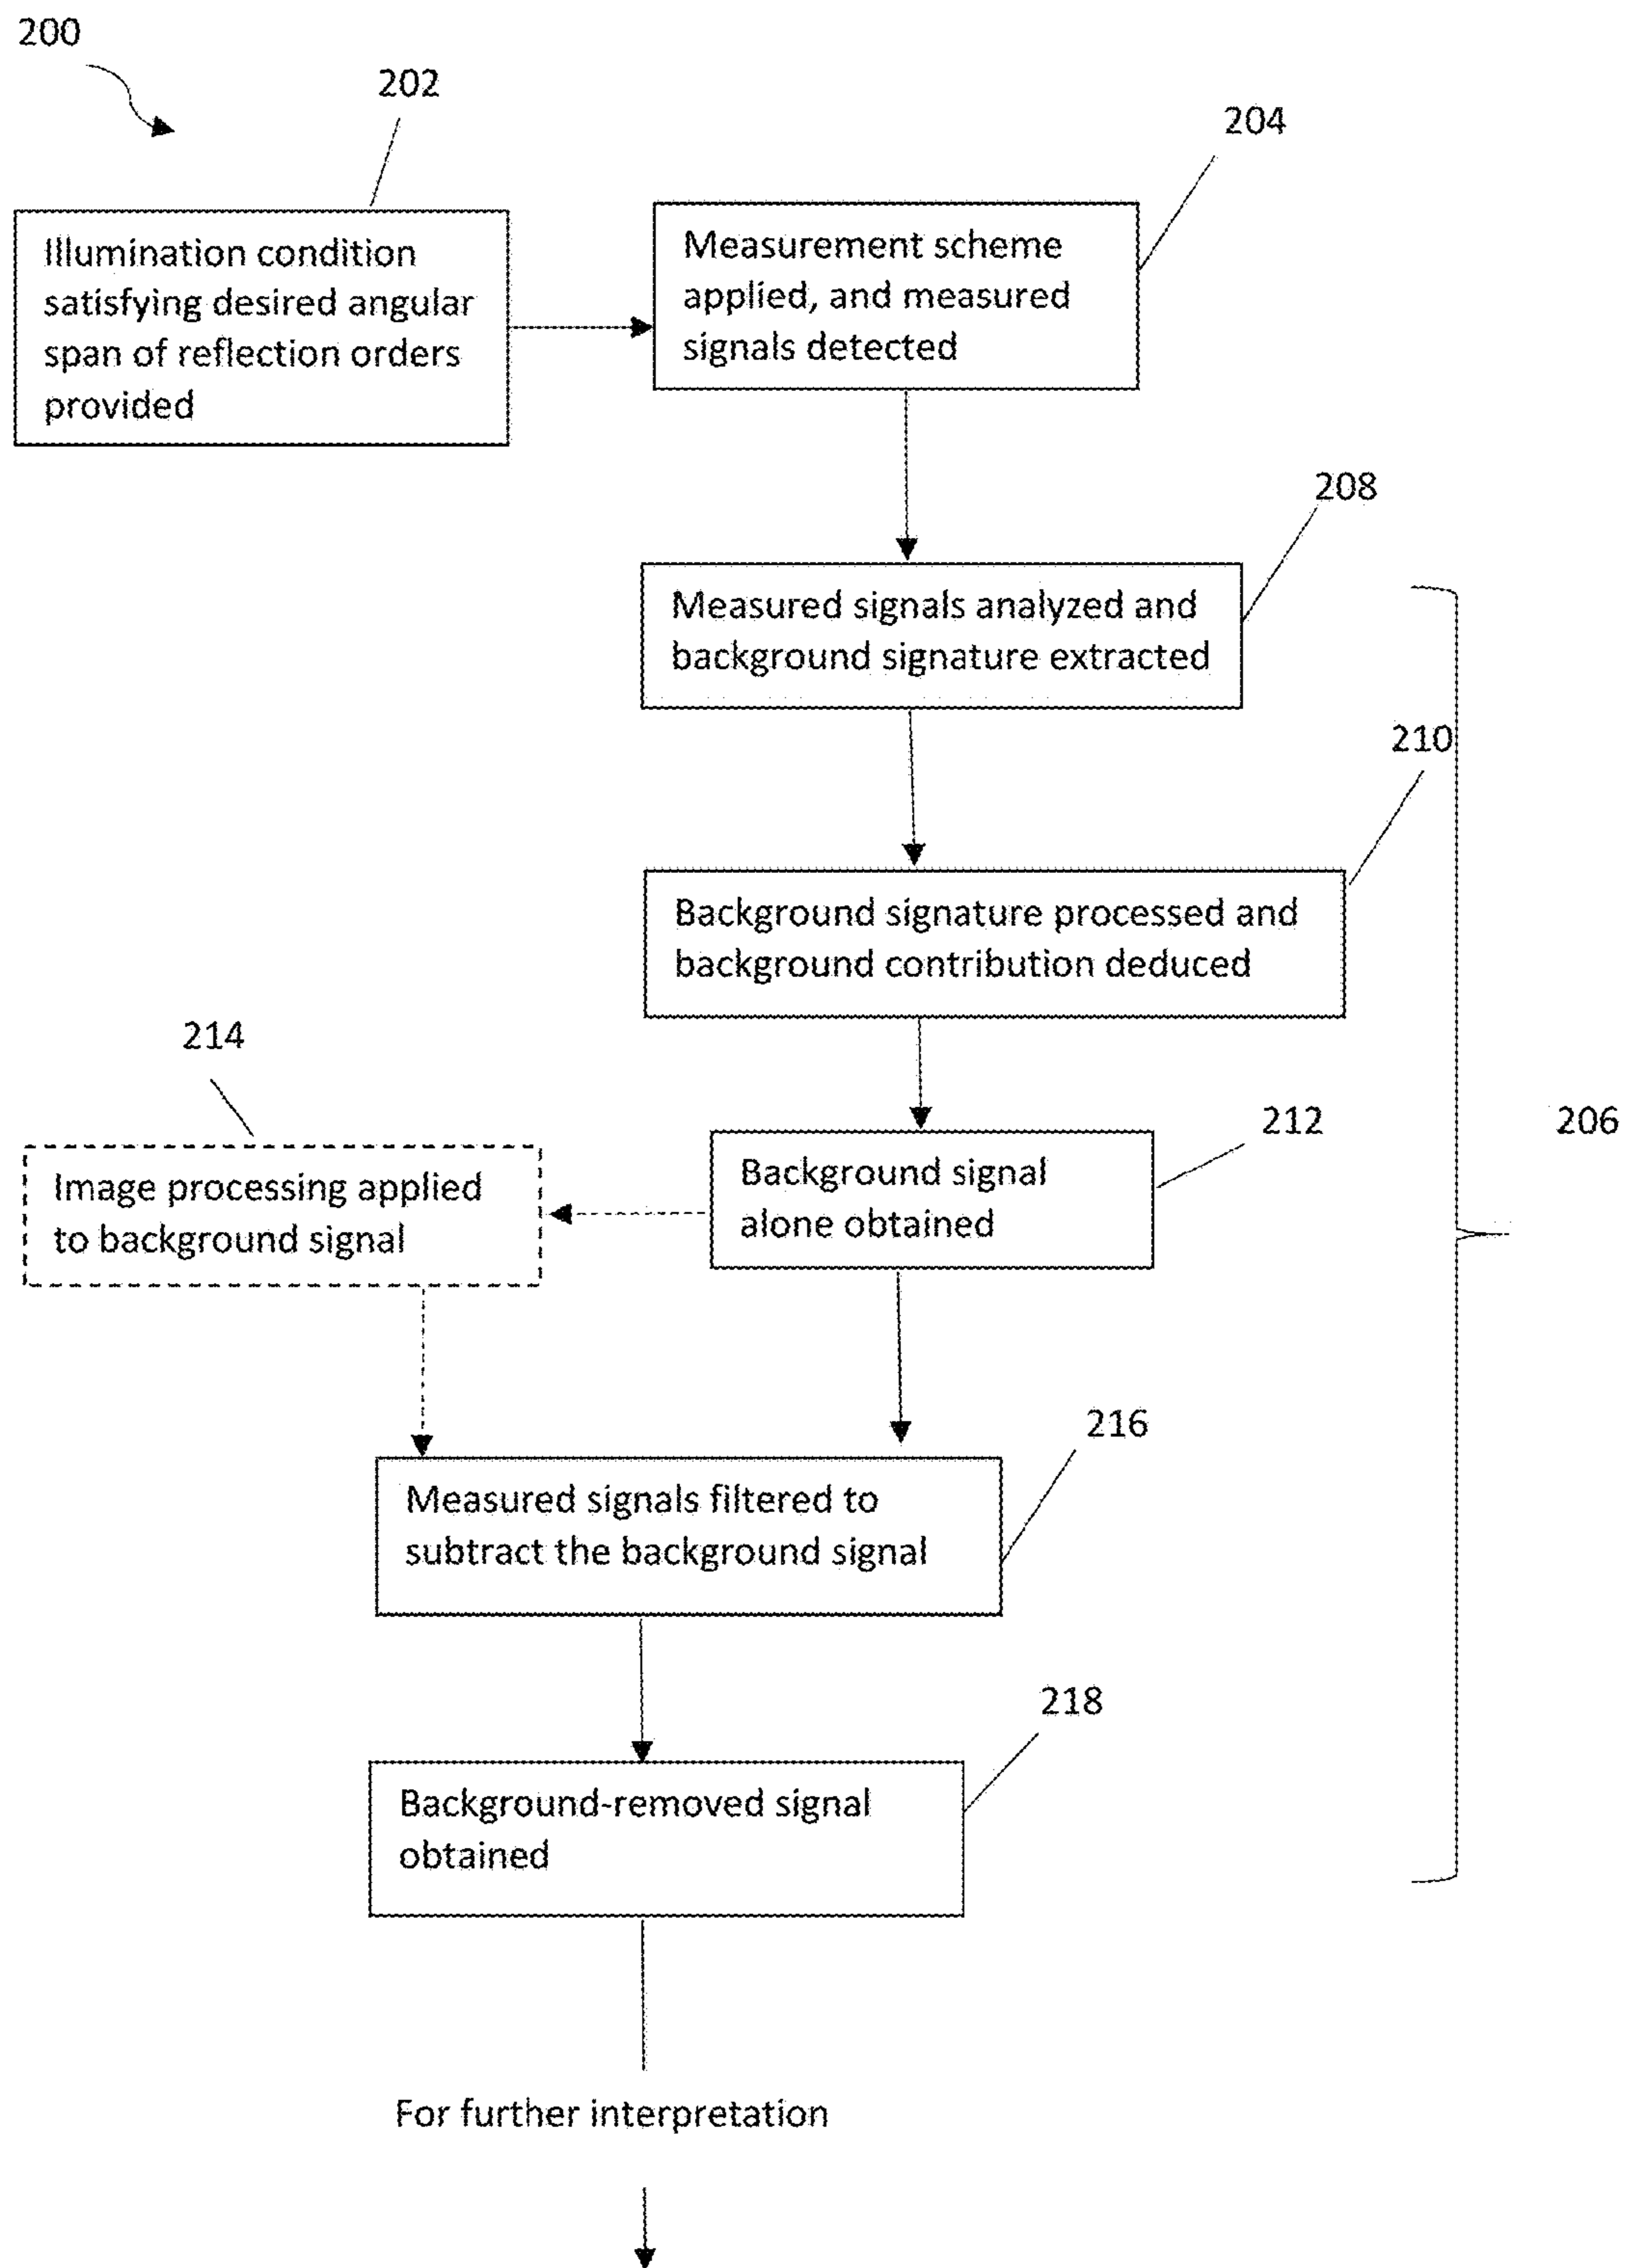 200
202
204
Illumination condition
satisfying desired angular
span of reflection orders
provided
Measurement scheme
applied, and measured
signals detected
208
Measured signals analyzed and
background signature extracted
210
Background signature processed and
background contribution deduced
214
212
206
Image processing applied
to background signal
Background signal
alone obtained
216
Measured signals filtered to
subtract the background signal
218
Background-removed signal
obtained
For further interpretation